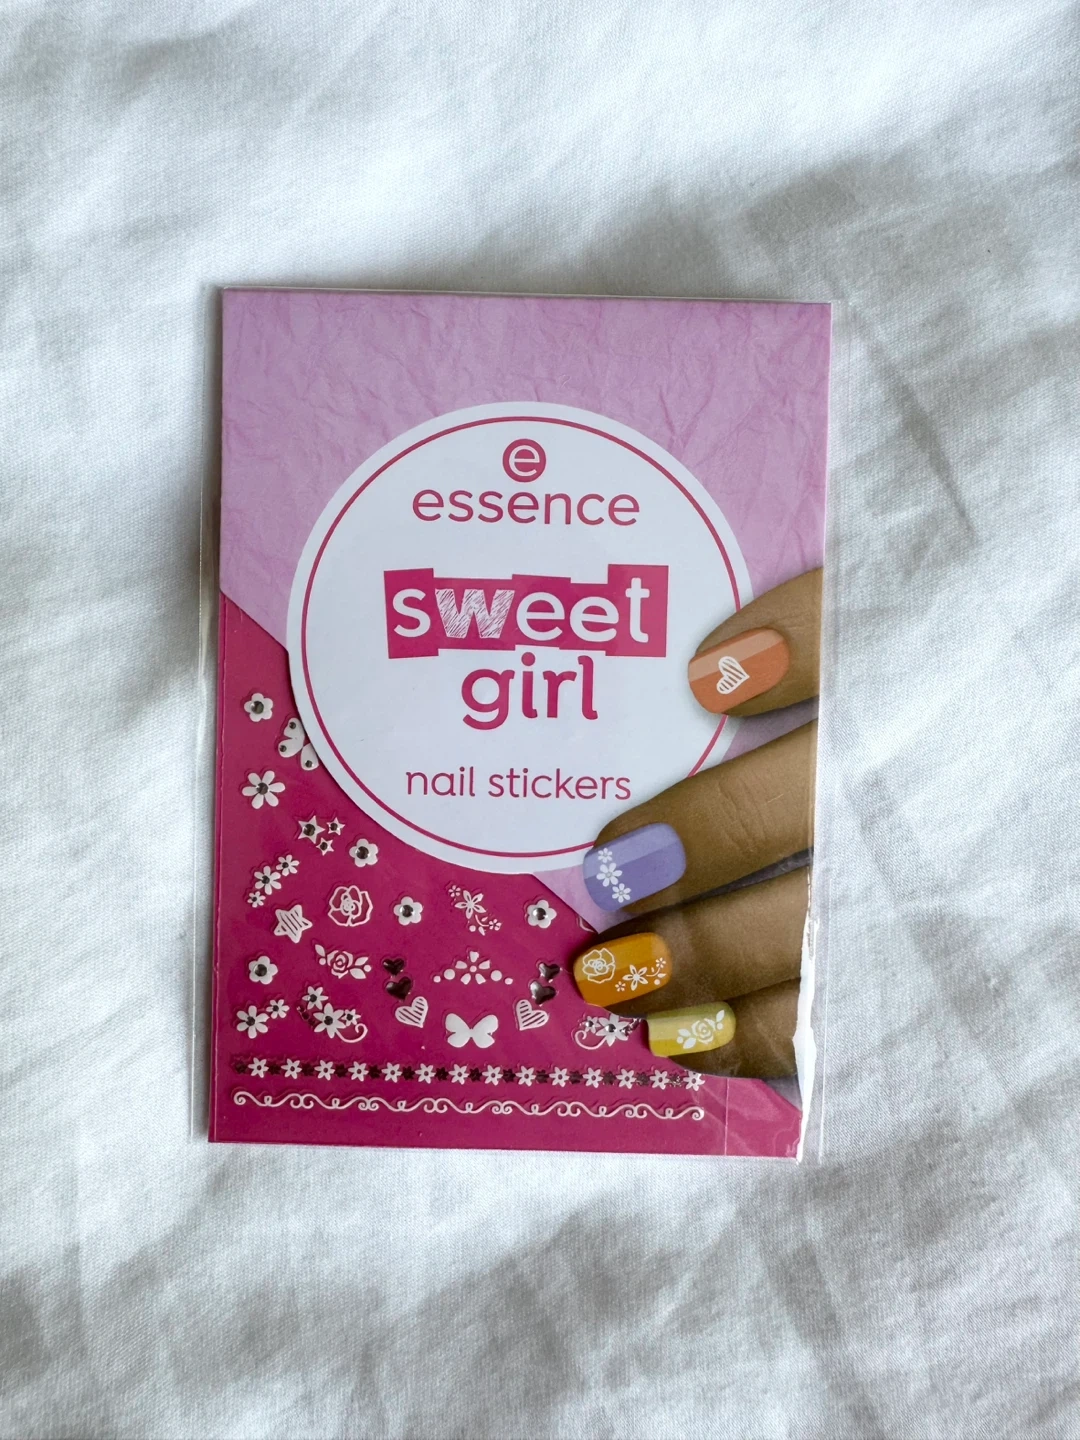 e
essence
sweet
girl
nail stickers